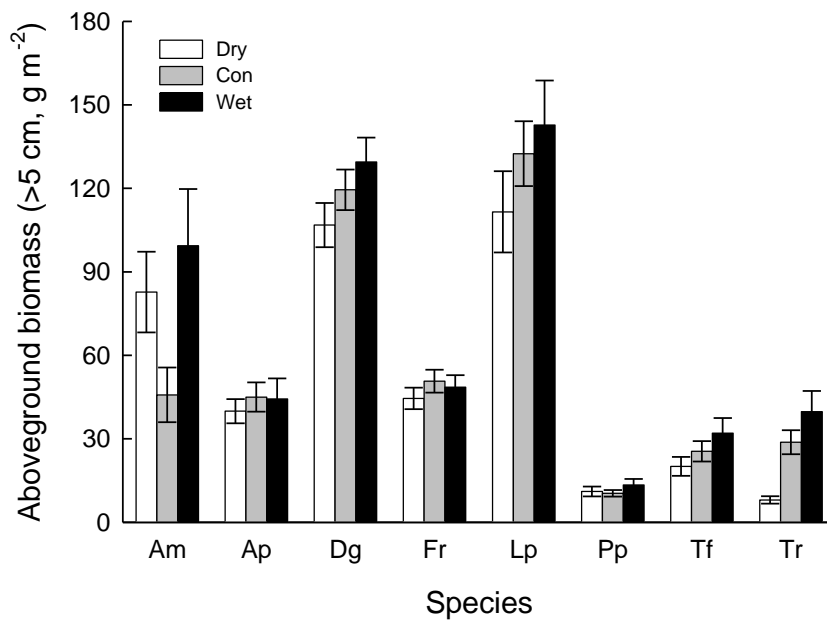 Aboveground biomass (>5 cm, g m⁻²)
180
150
120
90
60
30
0
Dry
Con
Wet
Am Ap Dg Fr Lp Pp Tf Tr
Species